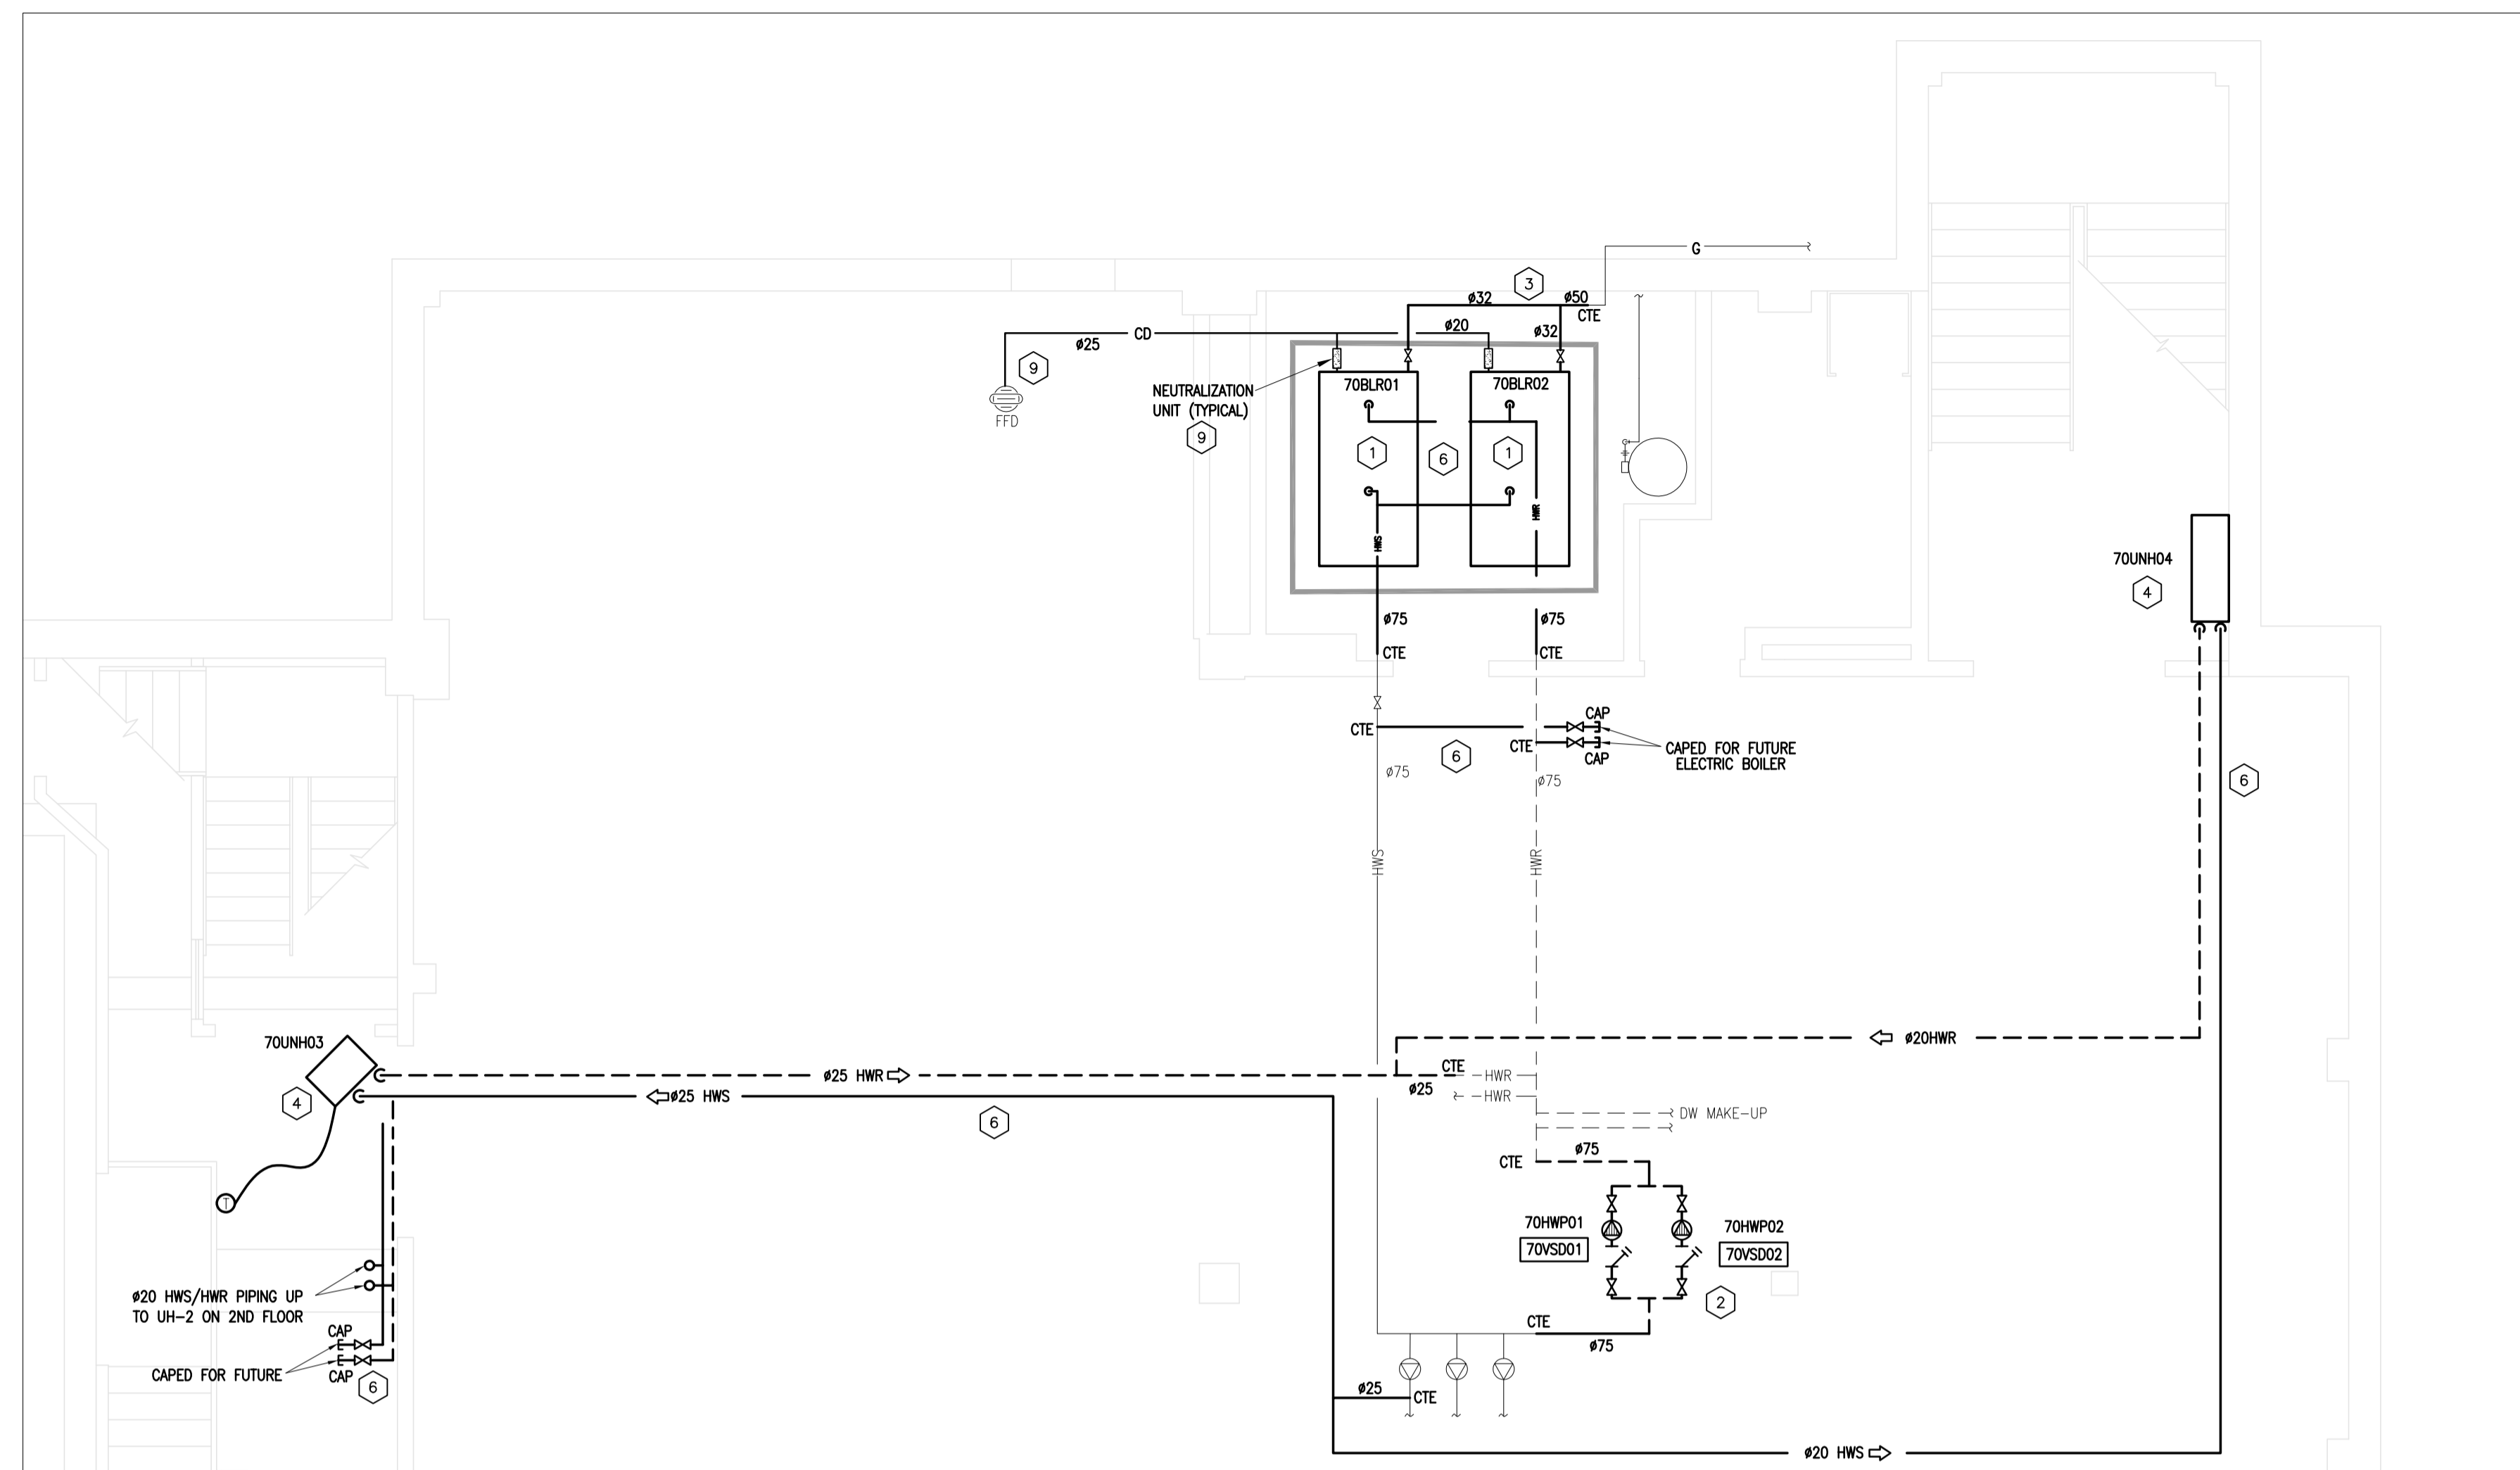 G
3
ø32
ø50
CTE
ø20
ø32
CD
ø25
9
FFD
NEUTRALIZATION
UNIT (TYPICAL)
9
70BLR01
70BLR02
1
6
1
HWR
HWS
70UNH04
4
ø75
ø75
CTE
CTE
CAP
CTE
CTE
CAP
CAPED FOR FUTURE
ELECTRIC BOILER
6
ø75
ø75
6
HWS
HWR
70UNH03
ø20HWR
ø25 HWR
CTE
HWR
ø25
HWR
4
ø25 HWS
6
DW MAKE-UP
ø75
CTE
T
70HWP01
70VSD01
70HWP02
70VSD02
2
ø20 HWS/HWR PIPING UP
TO UH-2 ON 2ND FLOOR
CAP
CAPED FOR FUTURE
CAP
6
CTE
ø75
ø25
CTE
ø20 HWS